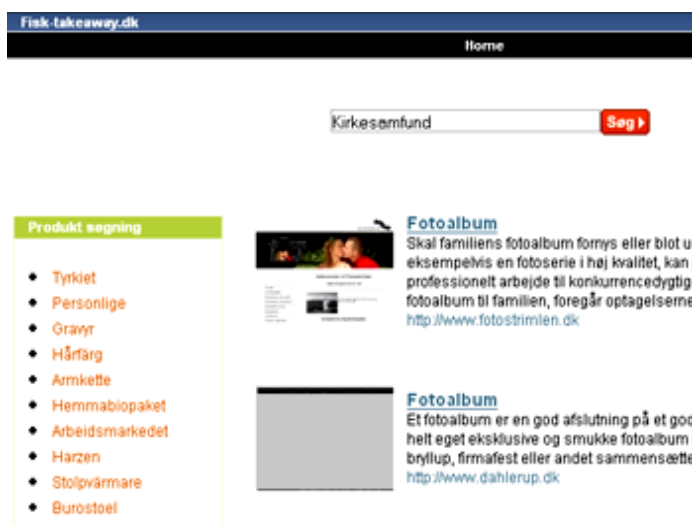 Fisk-takeaway.dk
Home
Kirkesamfund
Søg
Produkt søgning
Tyrkiet
Personlige
Gravyr
Hårfärg
Armkette
Hemmabiopaket
Arbeidsmarkedet
Harzen
Stolpvärmare
Burostoel
Fotoalbum
Skal familiens fotoalbum fornys eller blot u
eksempelvis en fotoserie i høj kvalitet, kan
professionelt arbejde til konkurrencedygtig
fotoalbum til familien, foregår optagelserne
http://www.fotostrimlen.dk
Fotoalbum
Et fotoalbum er en god afslutning på et god
helt eget eksklusive og smukke fotoalbum
bryllup, firmafest eller andet sammensætte
http://www.dahlerup.dk